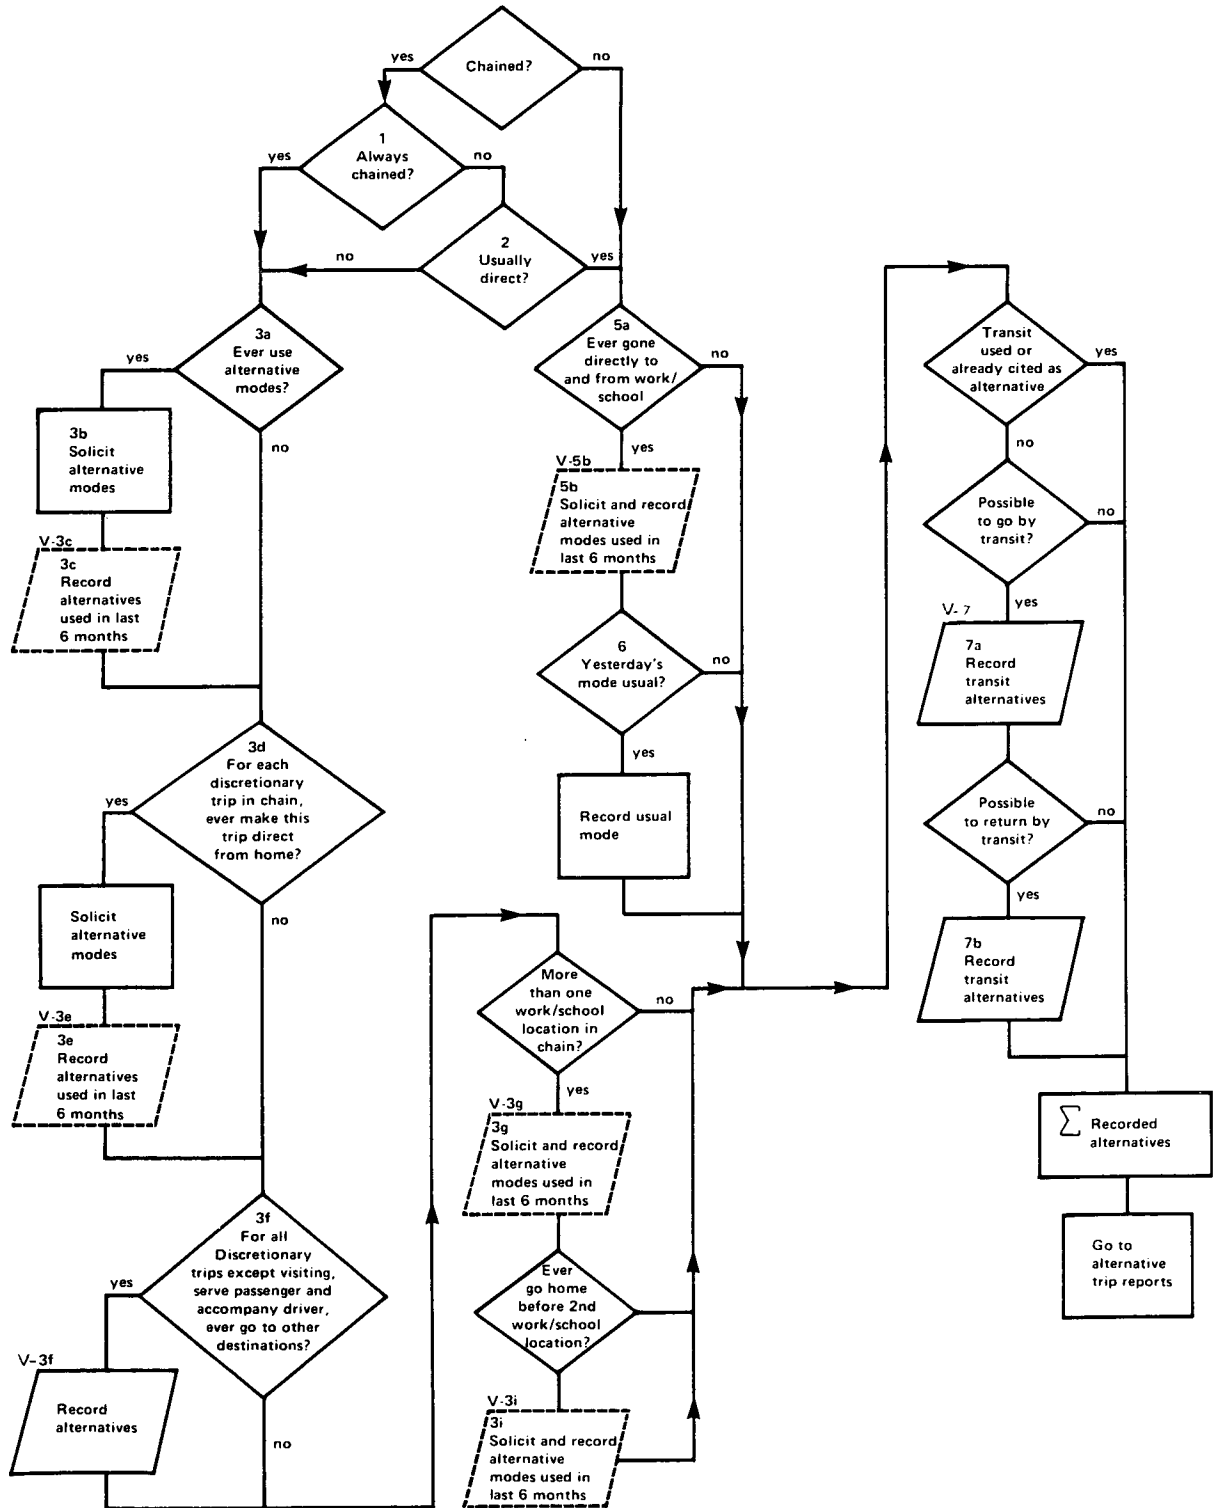 Chained?
yes
no
1
Always
chained?
yes
no
2
Usually
direct?
no
yes
3a
Ever use
alternative
modes?
yes
no
3b
Solicit
alternative
modes
V-3c
3c
Record
alternatives
used in last
6 months
3d
For each
discretionary
trip in chain,
ever make this
trip direct
from home?
yes
no
Solicit
alternative
modes
V-3e
3e
Record
alternatives
used in last
6 months
3f
For all
Discretionary
trips except visiting,
serve passenger and
accompany driver,
ever go to other
destinations?
yes
no
V-3f
Record
alternatives
5a
Ever gone
directly to
and from work/
school
no
yes
V-5b
5b
Solicit and record
alternative
modes used in
last 6 months
6
Yesterday's
mode usual?
no
yes
Record usual
mode
More
than one
work/school
location in
chain?
no
yes
V-3g
3g
Solicit and record
alternative
modes used in
last 6 months
Ever
go home
before 2nd
work/school
location?
V-3i
3i
Solicit and record
alternative
modes used in
last 6 months
Transit
used or
already cited as
alternative
yes
no
Possible
to go by
transit?
no
yes
V-7
7a
Record
transit
alternatives
Possible
to return by
transit?
no
yes
7b
Record
transit
alternatives
∑ Recorded
alternatives
Go to
alternative
trip reports